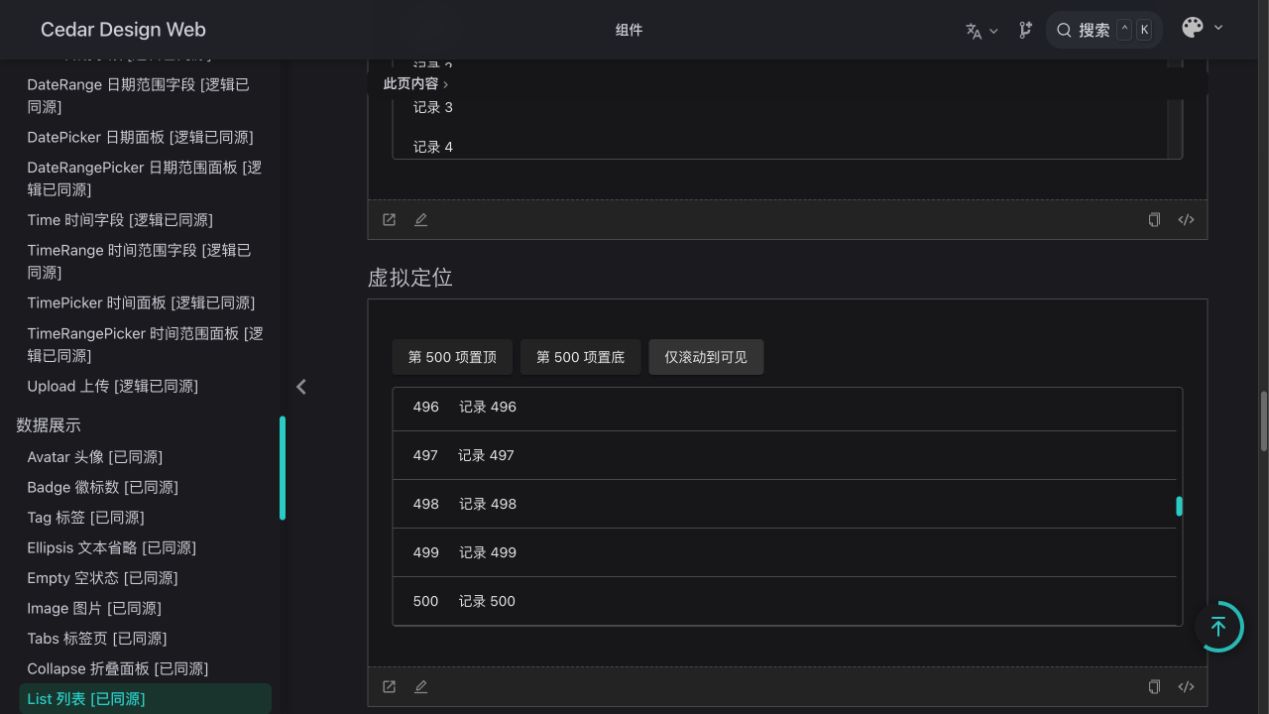 Cedar Design Web
组件
搜索
^ K
DateRange 日期范围字段 [逻辑已
同源]
DatePicker 日期面板 [逻辑已同源]
DateRangePicker 日期范围面板 [逻
辑已同源]
Time 时间字段 [逻辑已同源]
TimeRange 时间范围字段 [逻辑已
同源]
TimePicker 时间面板 [逻辑已同源]
TimeRangePicker 时间范围面板 [逻
辑已同源]
Upload 上传 [逻辑已同源]
数据展示
Avatar 头像 [已同源]
Badge 徽标数 [已同源]
Tag 标签 [已同源]
Ellipsis 文本省略 [已同源]
Empty 空状态 [已同源]
Image 图片 [已同源]
Tabs 标签页 [已同源]
Collapse 折叠面板 [已同源]
List 列表 [已同源]
此页内容 ›
记录 3
记录 4
虚拟定位
第 500 项置顶
第 500 项置底
仅滚动到可见
496 记录 496
497 记录 497
498 记录 498
499 记录 499
500 记录 500